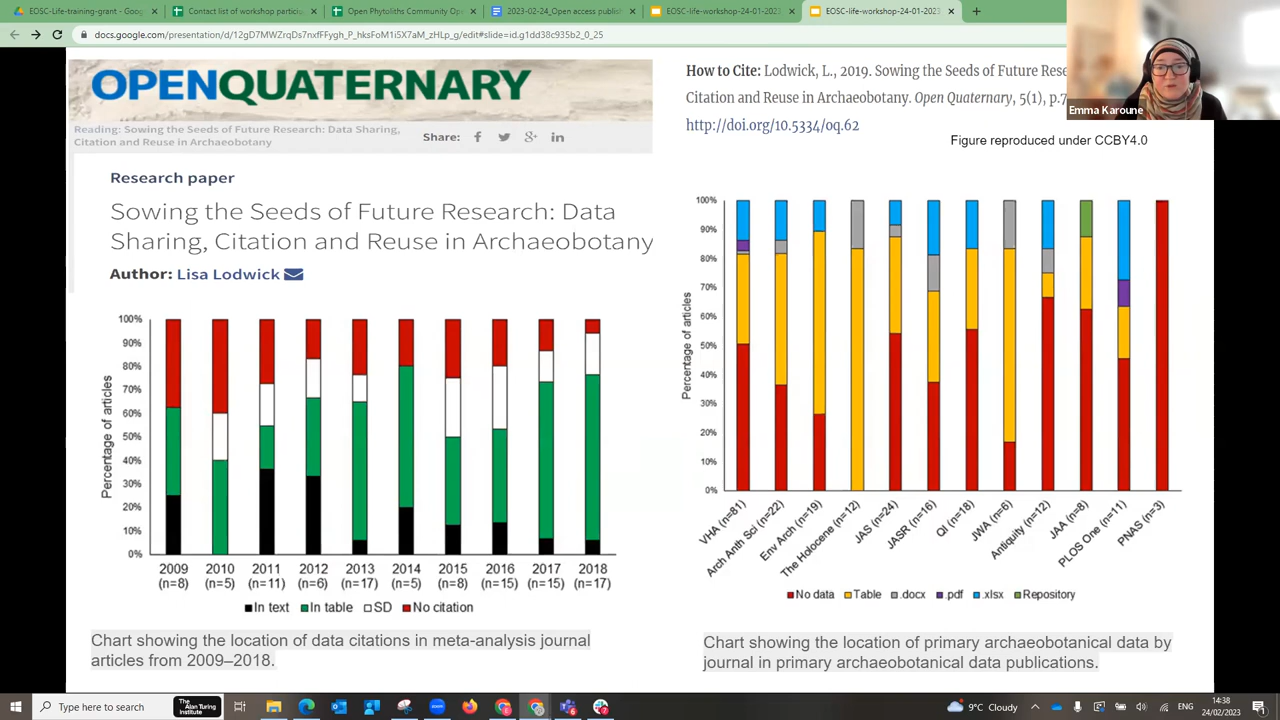 EOSC-Life-training-grant - Goog
Contact list of workshop particip
Open Phytoliths Community Ope
2023-02-24_Open access publish
EOSC-life-workshop-24-01-2023
EOSC-life-workshop-24-01-2023
docs.google.com/presentation/d/12gD7MWZrqDs7nxfFFygh_P_hksFoM1i5X7aM_zHLp_g/edit#slide=id.g1dd38c935b2_0_25
Emma Karoune
OPENQUATERNARY
Reading: Sowing the Seeds of Future Research: Data Sharing,
Citation and Reuse in Archaeobotany
Share:
Research paper
Sowing the Seeds of Future Research: Data
Sharing, Citation and Reuse in Archaeobotany
Author: Lisa Lodwick
How to Cite: Lodwick, L., 2019. Sowing the Seeds of Future Rese
Citation and Reuse in Archaeobotany. Open Quaternary, 5(1), p.7
http://doi.org/10.5334/oq.62
Figure reproduced under CCBY4.0
Percentage of articles
100%
90%
80%
70%
60%
50%
40%
30%
20%
10%
0%
2009 2010 2011 2012 2013 2014 2015 2016 2017 2018
(n=8) (n=5) (n=11) (n=6) (n=17) (n=5) (n=8) (n=15) (n=15) (n=17)
In text In table SD No citation
Chart showing the location of data citations in meta-analysis journal
articles from 2009–2018.
Percentage of articles
100%
90%
80%
70%
60%
50%
40%
30%
20%
10%
0%
VHA (n=81)
Arch Anth Sci (n=22)
Env Arch (n=19)
The Holocene (n=12)
JAS (n=24)
JASR (n=16)
QI (n=18)
JWA (n=6)
Antiquity (n=12)
JAA (n=8)
PLOS One (n=11)
PNAS (n=3)
No data Table .docx .pdf .xlsx Repository
Chart showing the location of primary archaeobotanical data by
journal in primary archaeobotanical data publications.
Type here to search
The
Alan Turing
Institute
zoom
9°C Cloudy
ENG
14:38
24/02/2023